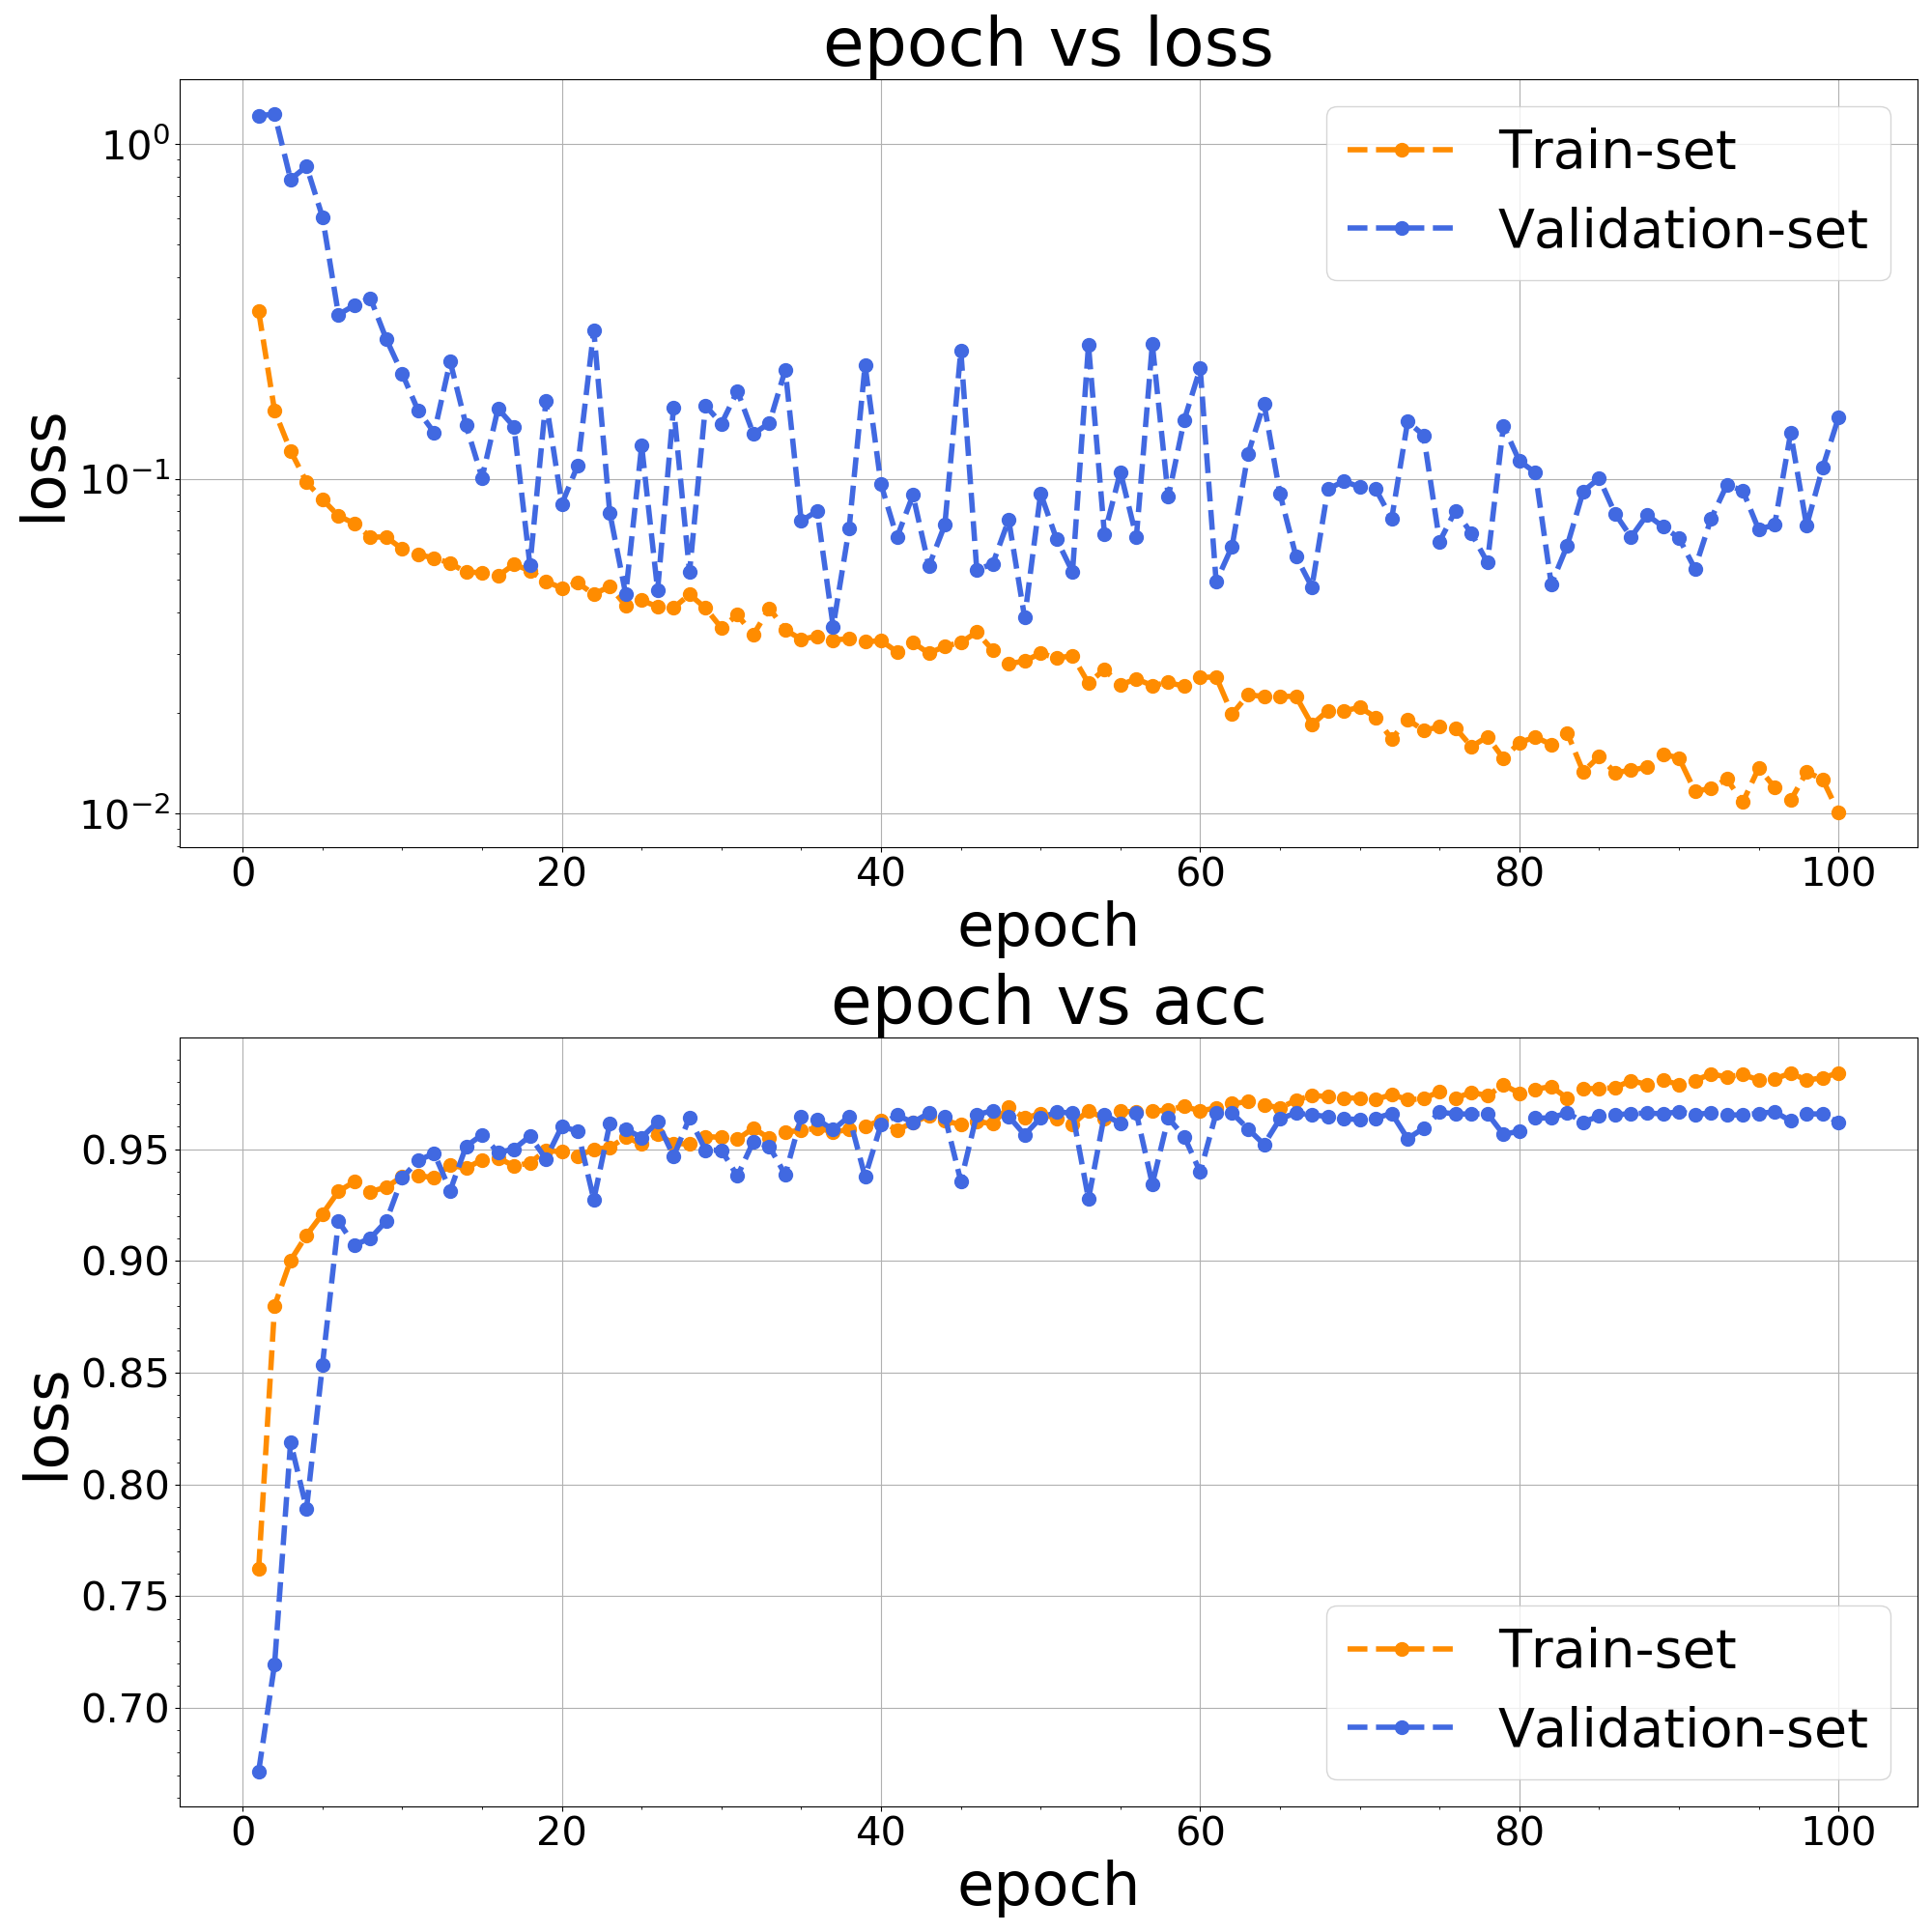 epoch vs loss
10⁰
10⁻¹
10⁻²
loss
Train-set
Validation-set
0 20 40 60 80 100
epoch
epoch vs acc
0.95
0.90
0.85
0.80
0.75
0.70
loss
Train-set
Validation-set
0 20 40 60 80 100
epoch